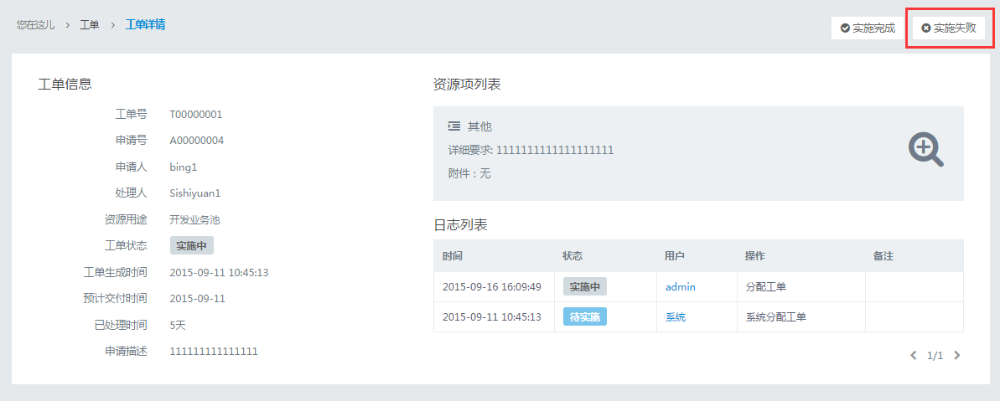 您在这儿 > 工单 > 工单详情
实施完成 实施失败
工单信息
工单号 T00000001
申请号 A00000004
申请人 bing1
处理人 Sishiyuan1
资源用途 开发业务池
工单状态 实施中
工单生成时间 2015-09-11 10:45:13
预计交付时间 2015-09-11
已处理时间 5天
申请描述 111111111111111
资源项列表
其他
详细要求: 1111111111111111111
附件：无
日志列表
时间 状态 用户 操作 备注
2015-09-16 16:09:49 实施中 admin 分配工单
2015-09-11 10:45:13 待实施 系统 系统分配工单
1/1